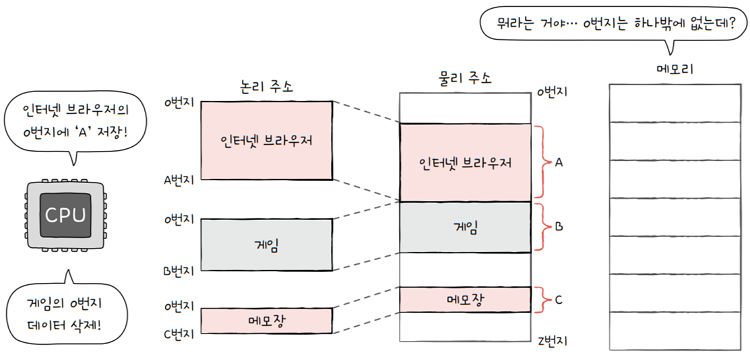 뭐라는 거야… 0번지는 하나밖에 없는데?
인터넷 브라우저의
0번지에 ‘A’ 저장!
CPU
게임의 0번지
데이터 삭제!
논리 주소
0번지
인터넷 브라우저
A번지
0번지
게임
B번지
0번지
메모장
C번지
물리 주소
0번지
인터넷 브라우저
A
게임
B
메모장
C
Z번지
메모리